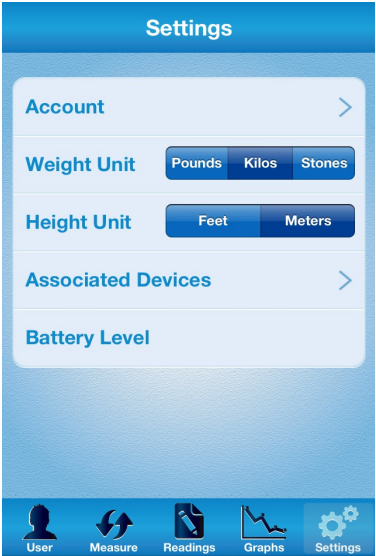 Settings
Account
Weight Unit Pounds Kilos Stones
Height Unit Feet Meters
Associated Devices
Battery Level
User Measure Readings Graphs Settings